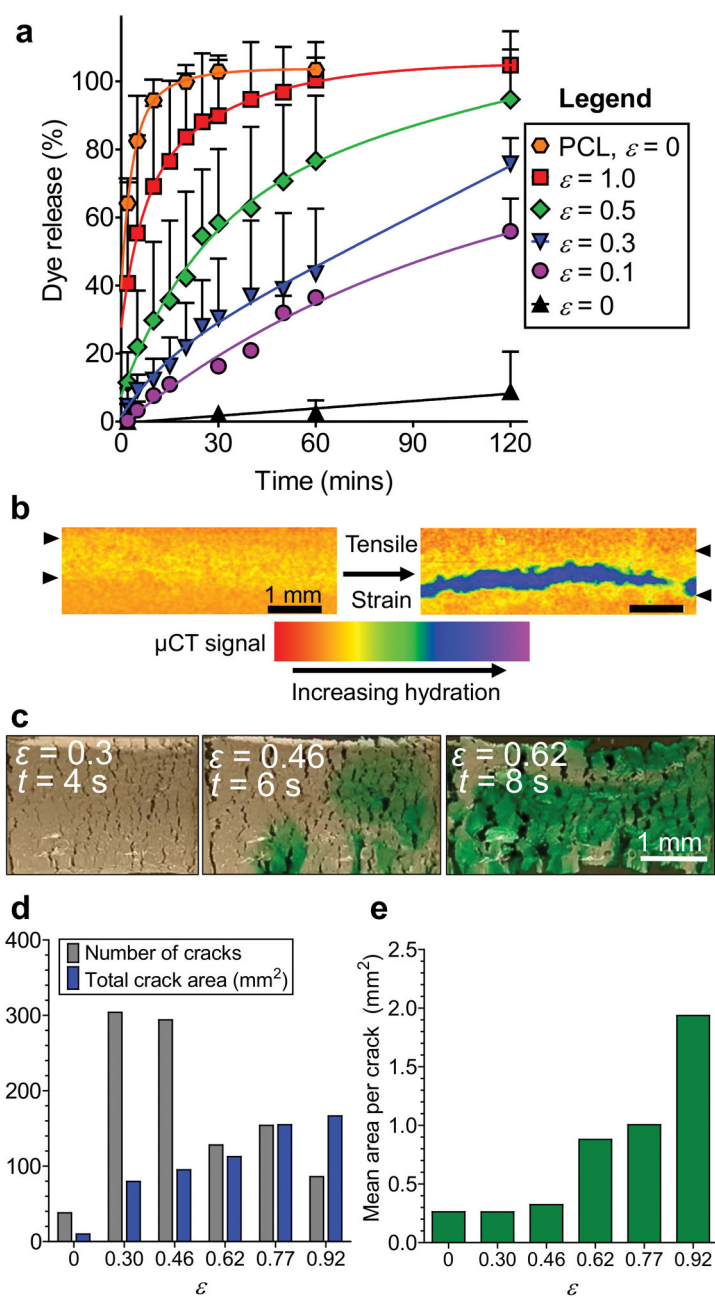 a
Dye release (%)
100
80
60
40
20
0
0 30 60 90 120
Time (mins)
Legend
PCL, ε = 0
ε = 1.0
ε = 0.5
ε = 0.3
ε = 0.1
ε = 0
b
Tensile
Strain
1 mm
µCT signal
Increasing hydration
c
ε = 0.3
t = 4 s
ε = 0.46
t = 6 s
ε = 0.62
t = 8 s
1 mm
d
400
300
200
100
0
Number of cracks
Total crack area (mm²)
0 0.30 0.46 0.62 0.77 0.92
ε
e
Mean area per crack (mm²)
2.5
2.0
1.5
1.0
0.5
0.0
0 0.30 0.46 0.62 0.77 0.92
ε